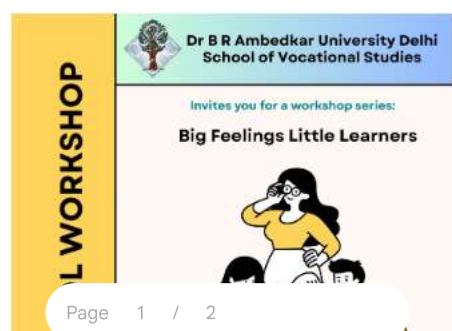 Dr B R Ambedkar University Delhi
School of Vocational Studies
Invites you for a workshop series:
Big Feelings Little Learners
WORKSHOP
Page 1 / 2